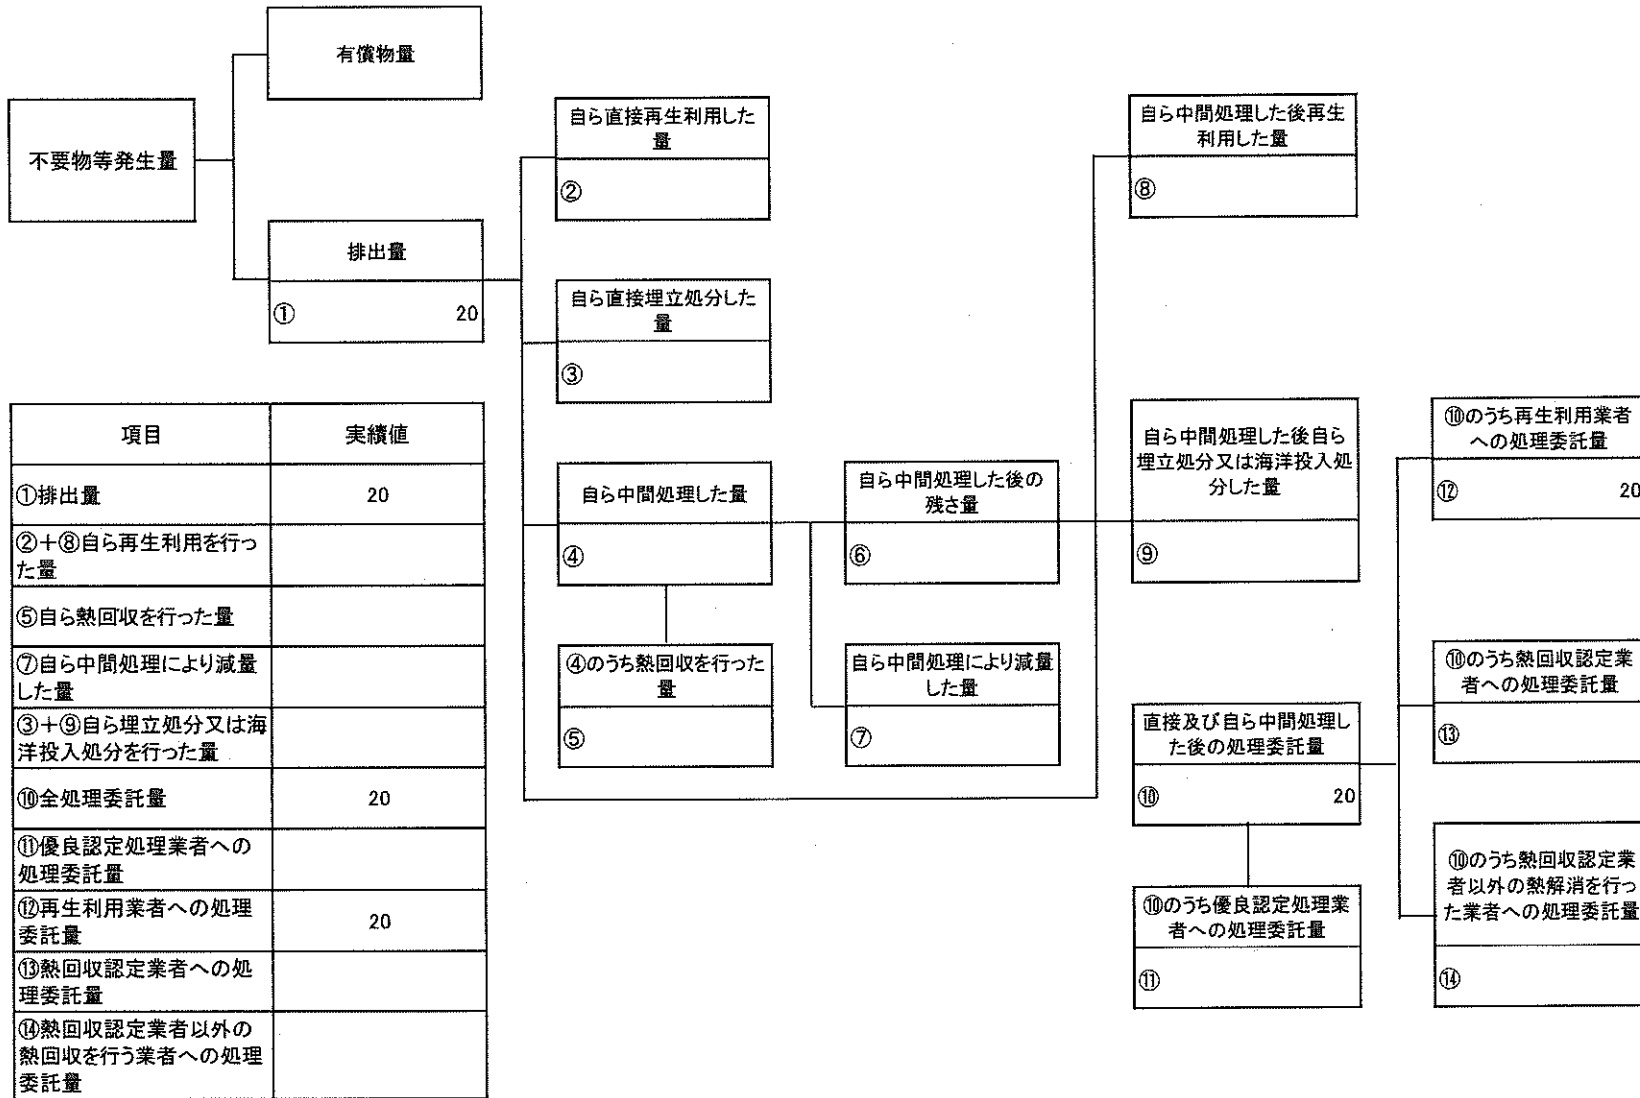 有償物量
不要物等発生量
排出量
① 20
自ら直接再生利用した
量
②
自ら直接埋立処分した
量
③
自ら中間処理した量
④
④のうち熱回収を行った
量
⑤
自ら中間処理した後の
残さ量
⑥
自ら中間処理により減量
した量
⑦
自ら中間処理した後再生
利用した量
⑧
自ら中間処理した後自ら
埋立処分又は海洋投入処
分した量
⑨
直接及び自ら中間処理し
た後の処理委託量
⑩ 20
⑩のうち優良認定処理業
者への処理委託量
⑪
⑩のうち再生利用業者
への処理委託量
⑫ 20
⑩のうち熱回収認定業
者への処理委託量
⑬
⑩のうち熱回収認定業
者以外の熱解消を行っ
た業者への処理委託量
⑭
項目 実績値
①排出量 20
②+⑧自ら再生利用を行っ
た量
⑤自ら熱回収を行った量
⑦自ら中間処理により減量
した量
③+⑨自ら埋立処分又は海
洋投入処分を行った量
⑩全処理委託量 20
⑪優良認定処理業者への
処理委託量
⑫再生利用業者への処理
委託量 20
⑬熱回収認定業者への処
理委託量
⑭熱回収認定業者以外の
熱回収を行う業者への処理
委託量